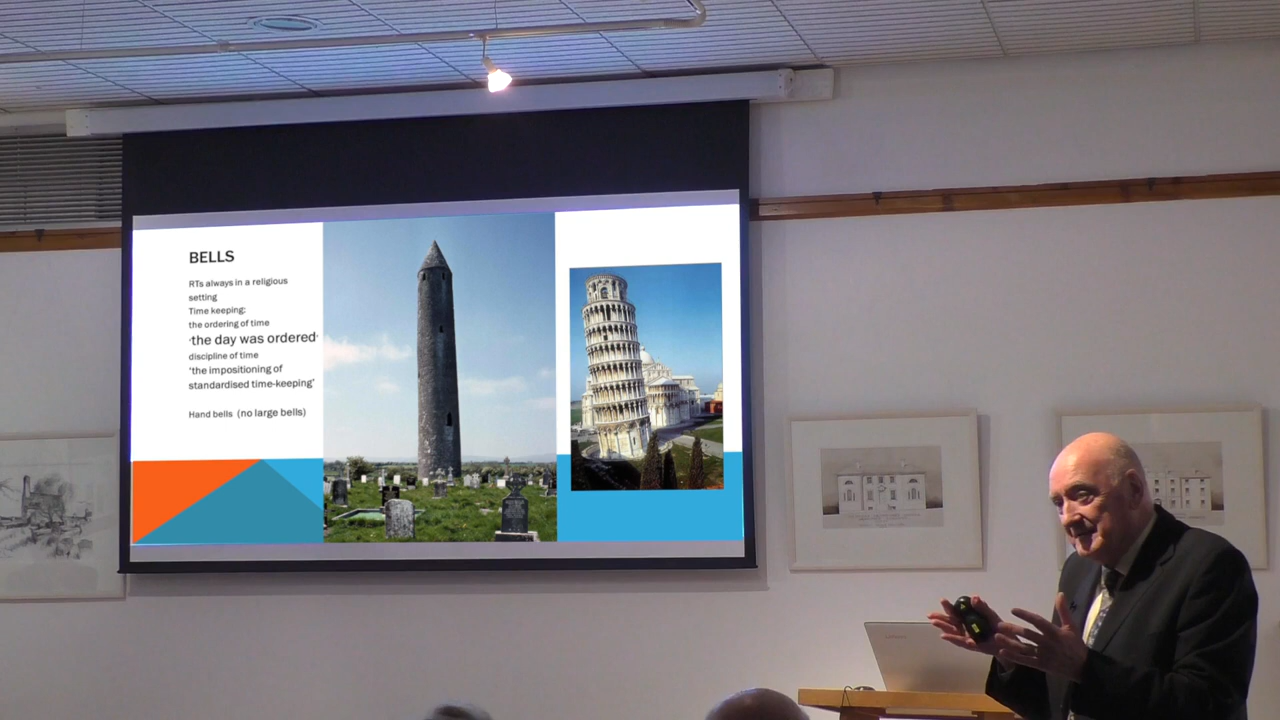 BELLS
RTs always in a religious
setting
Time keeping:
the ordering of time
'the day was ordered'
discipline of time
'the impositioning of
standardised time-keeping'
Hand bells (no large bells)